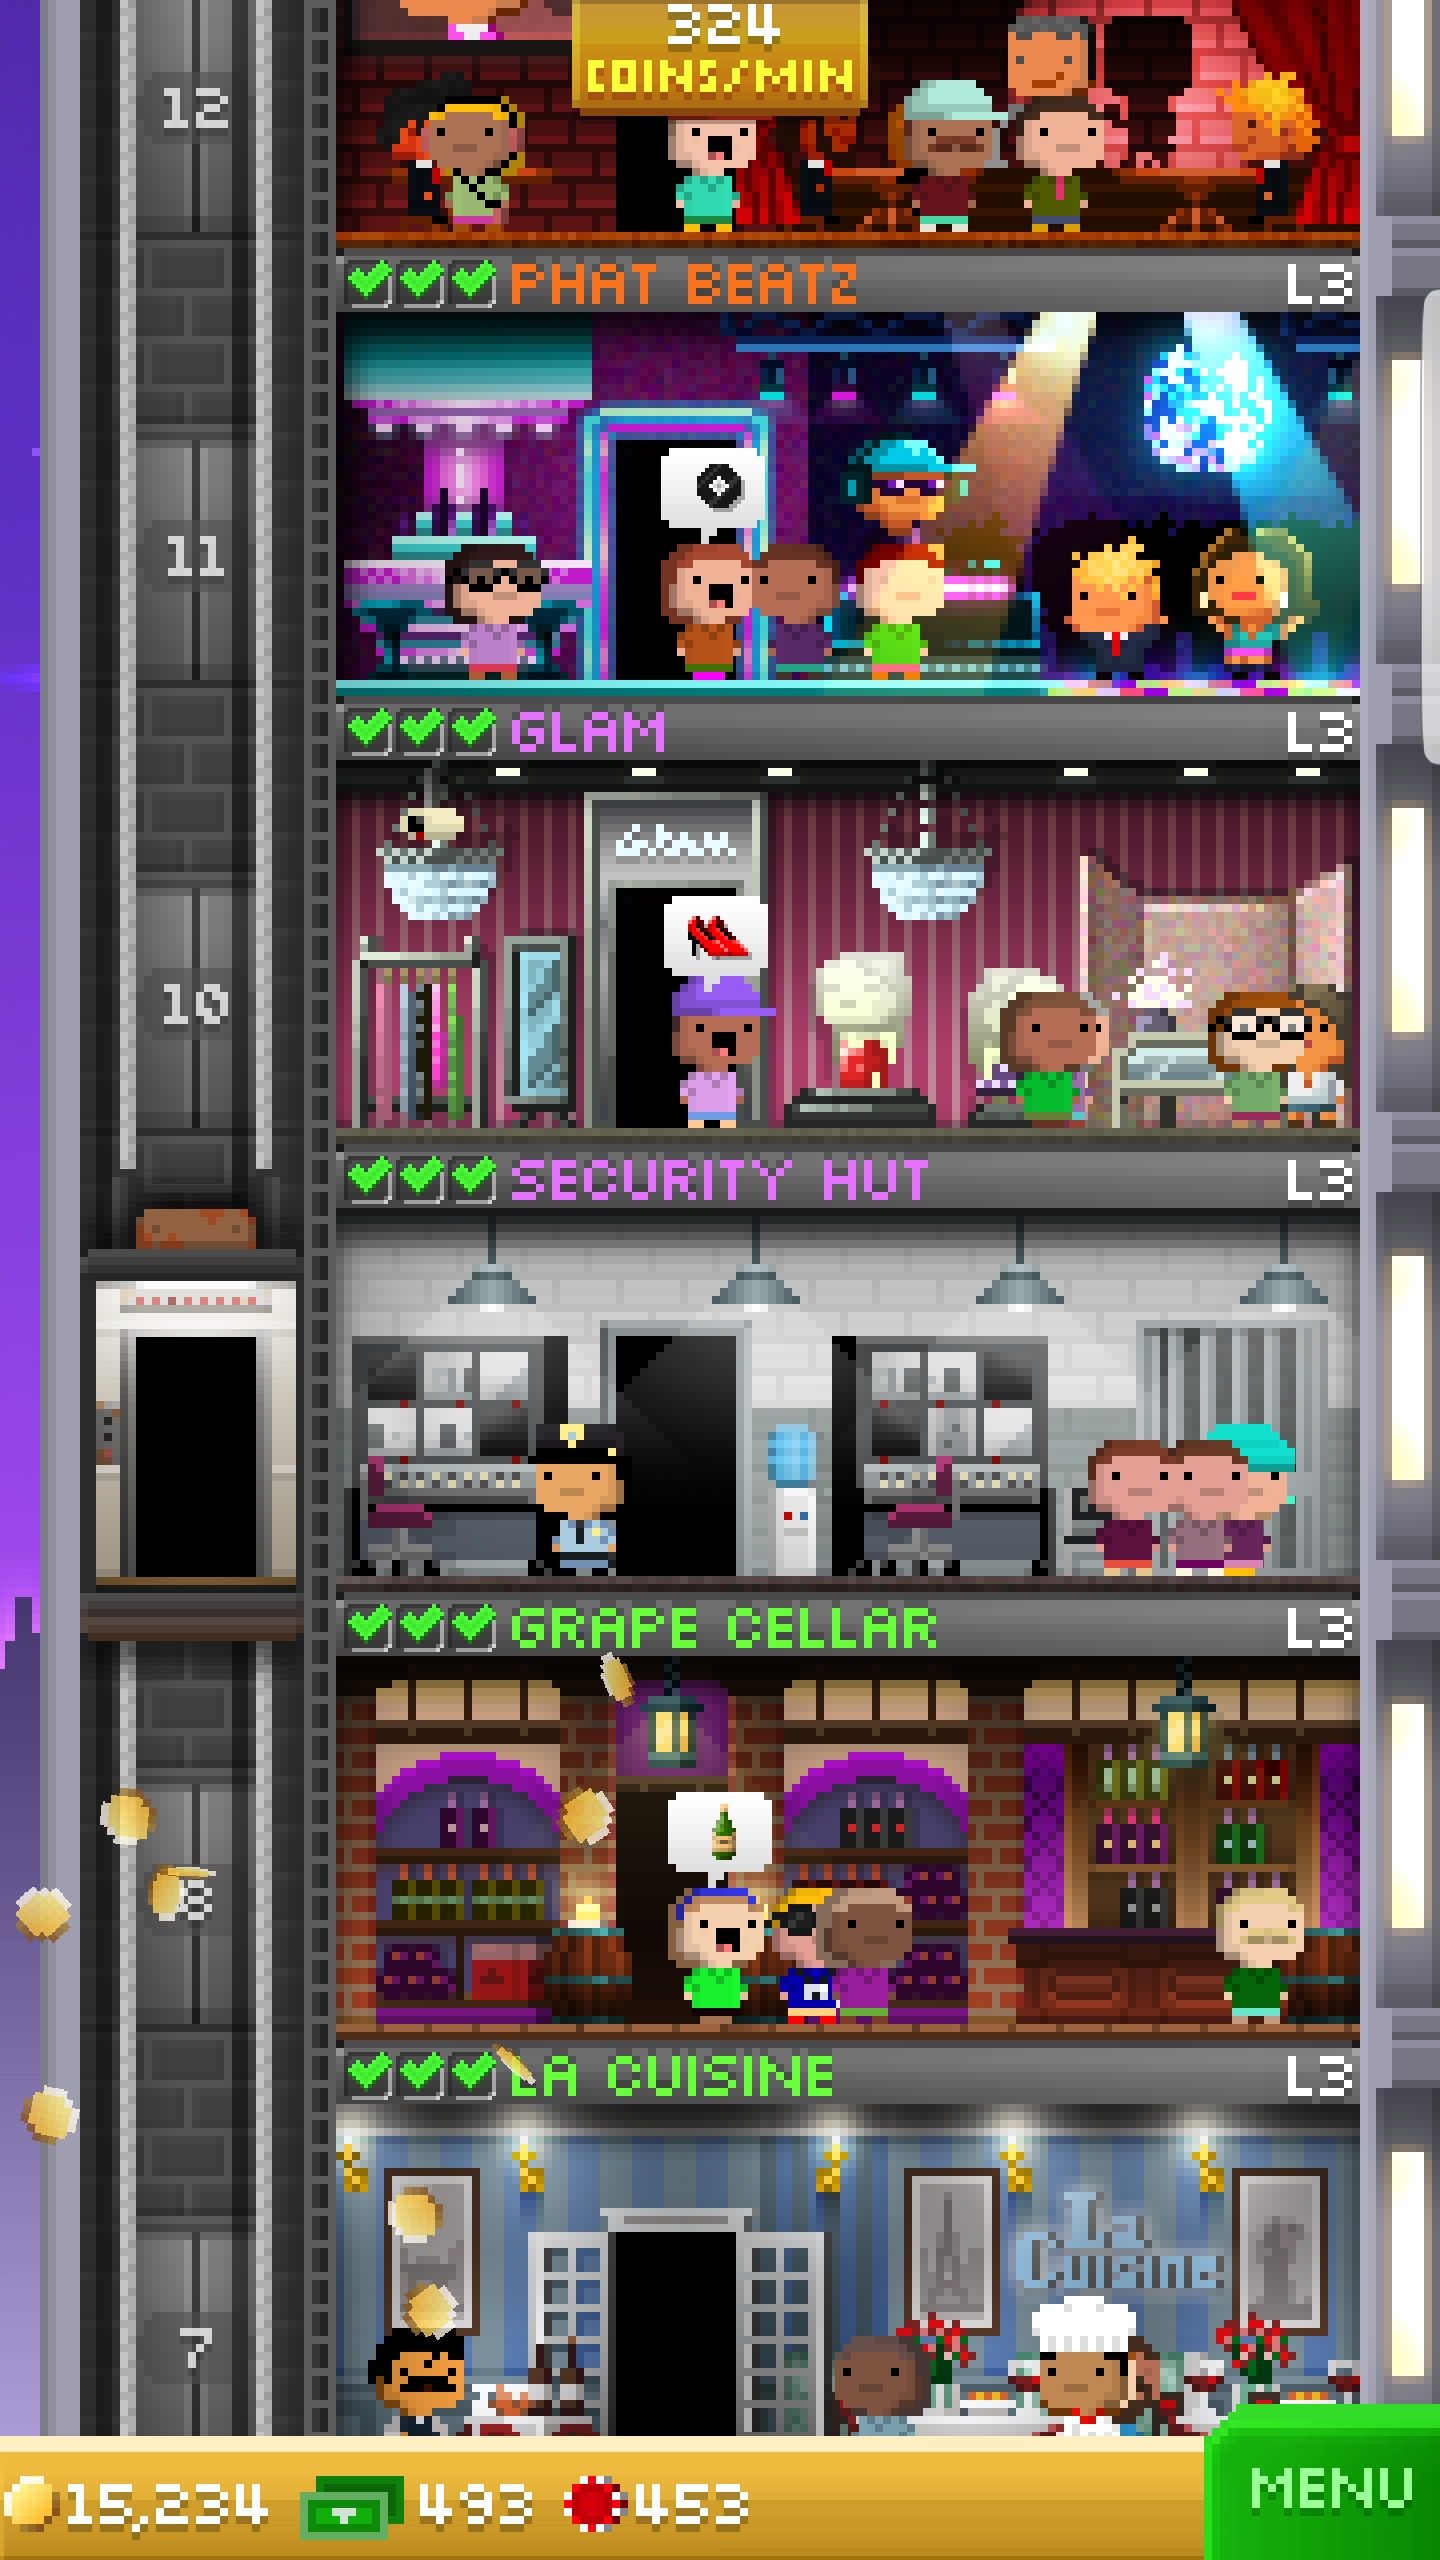 324
COINS/MIN
12
PHAT BEATZ L3
11
GLAM L3
Glam
10
SECURITY HUT L3
GRAPE CELLAR L3
8
LA CUISINE L3
La
Cuisine
7
15,234 493 453
MENU